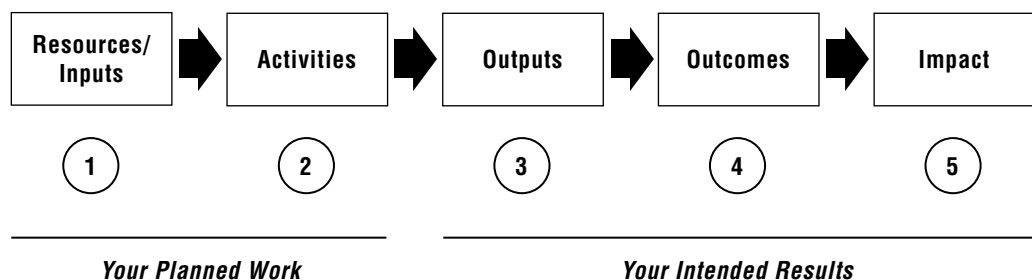 Resources/
Inputs
Activities
Outputs
Outcomes
Impact
1
2
3
4
5
Your Planned Work
Your Intended Results